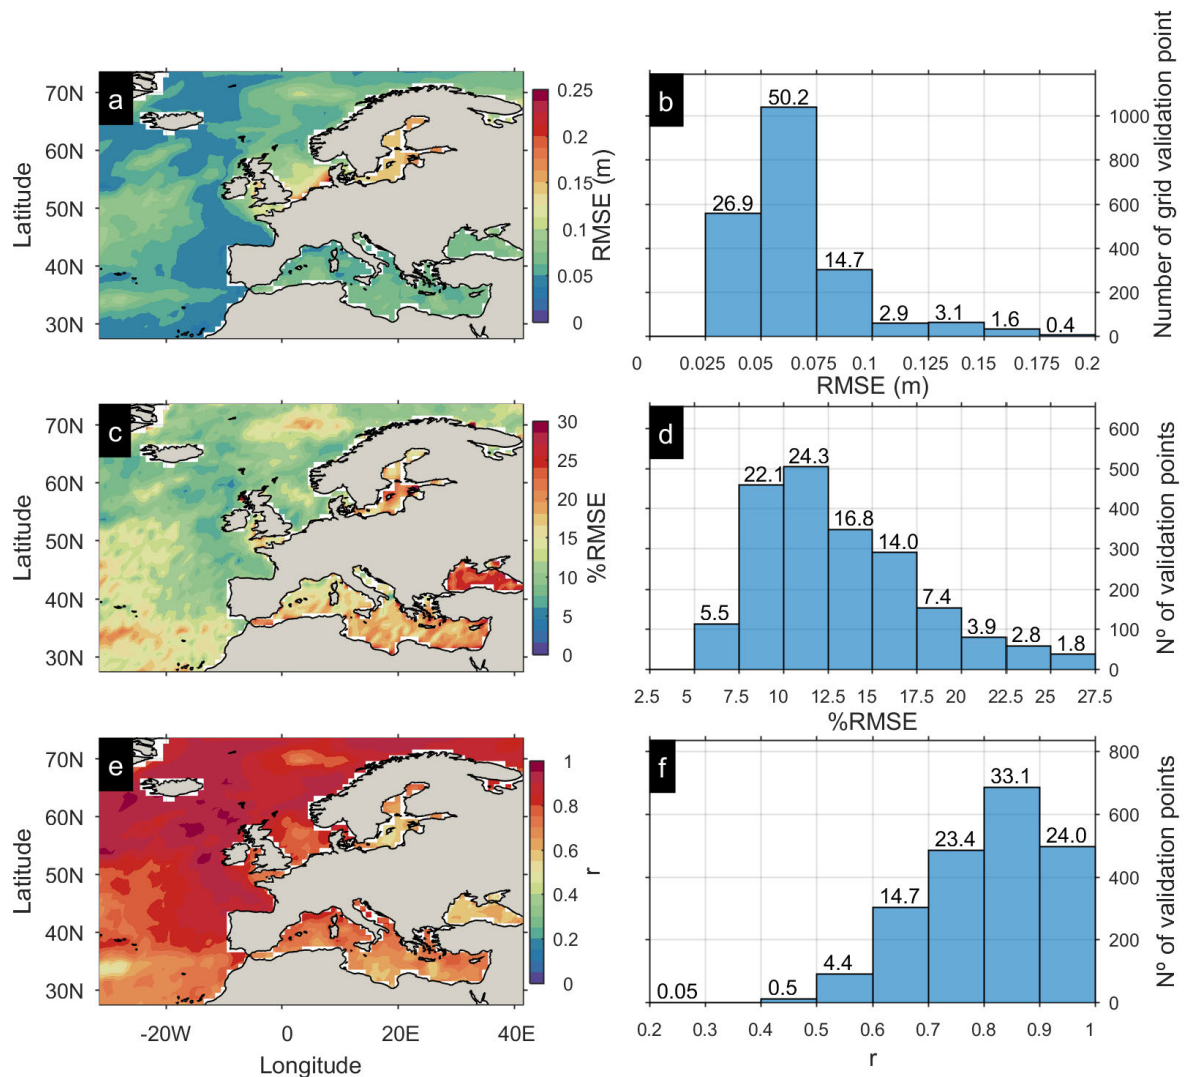 a
70N
60N
50N
40N
30N
Latitude
0.25
0.2
0.15
0.1
0.05
0
RMSE (m)
b
50.2
26.9
14.7
2.9
3.1
1.6
0.4
1000
800
600
400
200
0
Number of grid validation point
0
0.025
0.05
0.075
0.1
0.125
0.15
0.175
0.2
RMSE (m)
c
70N
60N
50N
40N
30N
Latitude
30
25
20
15
10
5
0
%RMSE
d
5.5
22.1
24.3
16.8
14.0
7.4
3.9
2.8
1.8
600
500
400
300
200
100
0
Nº of validation points
2.5
5
7.5
10
12.5
15
17.5
20
22.5
25
27.5
%RMSE
e
70N
60N
50N
40N
30N
Latitude
-20W
0
20E
40E
Longitude
1
0.8
0.6
0.4
0.2
0
r
f
0.05
0.5
4.4
14.7
23.4
33.1
24.0
800
600
400
200
0
Nº of validation points
0.2
0.3
0.4
0.5
0.6
0.7
0.8
0.9
1
r